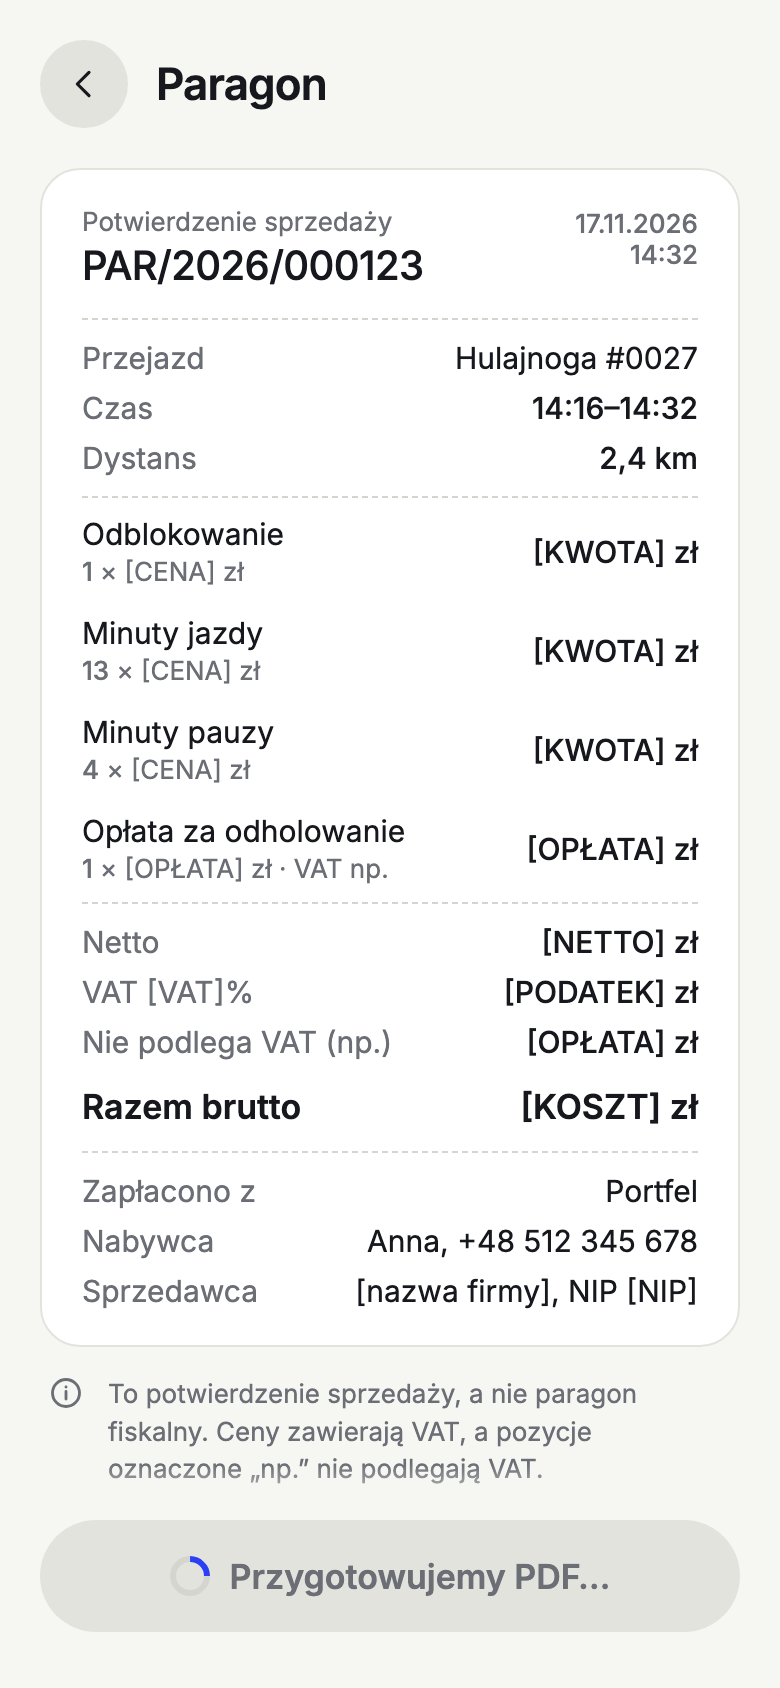 Paragon
Potwierdzenie sprzedaży
17.11.2026
PAR/2026/000123
14:32
Przejazd Hulajnoga #0027
Czas 14:16–14:32
Dystans 2,4 km
Odblokowanie
1 × [CENA] zł
[KWOTA] zł
Minuty jazdy
13 × [CENA] zł
[KWOTA] zł
Minuty pauzy
4 × [CENA] zł
[KWOTA] zł
Opłata za odholowanie
1 × [OPŁATA] zł · VAT np.
[OPŁATA] zł
Netto [NETTO] zł
VAT [VAT]% [PODATEK] zł
Nie podlega VAT (np.) [OPŁATA] zł
Razem brutto [KOSZT] zł
Zapłacono z Portfel
Nabywca Anna, +48 512 345 678
Sprzedawca [nazwa firmy], NIP [NIP]
To potwierdzenie sprzedaży, a nie paragon
fiskalny. Ceny zawierają VAT, a pozycje
oznaczone „np.” nie podlegają VAT.
Przygotowujemy PDF...